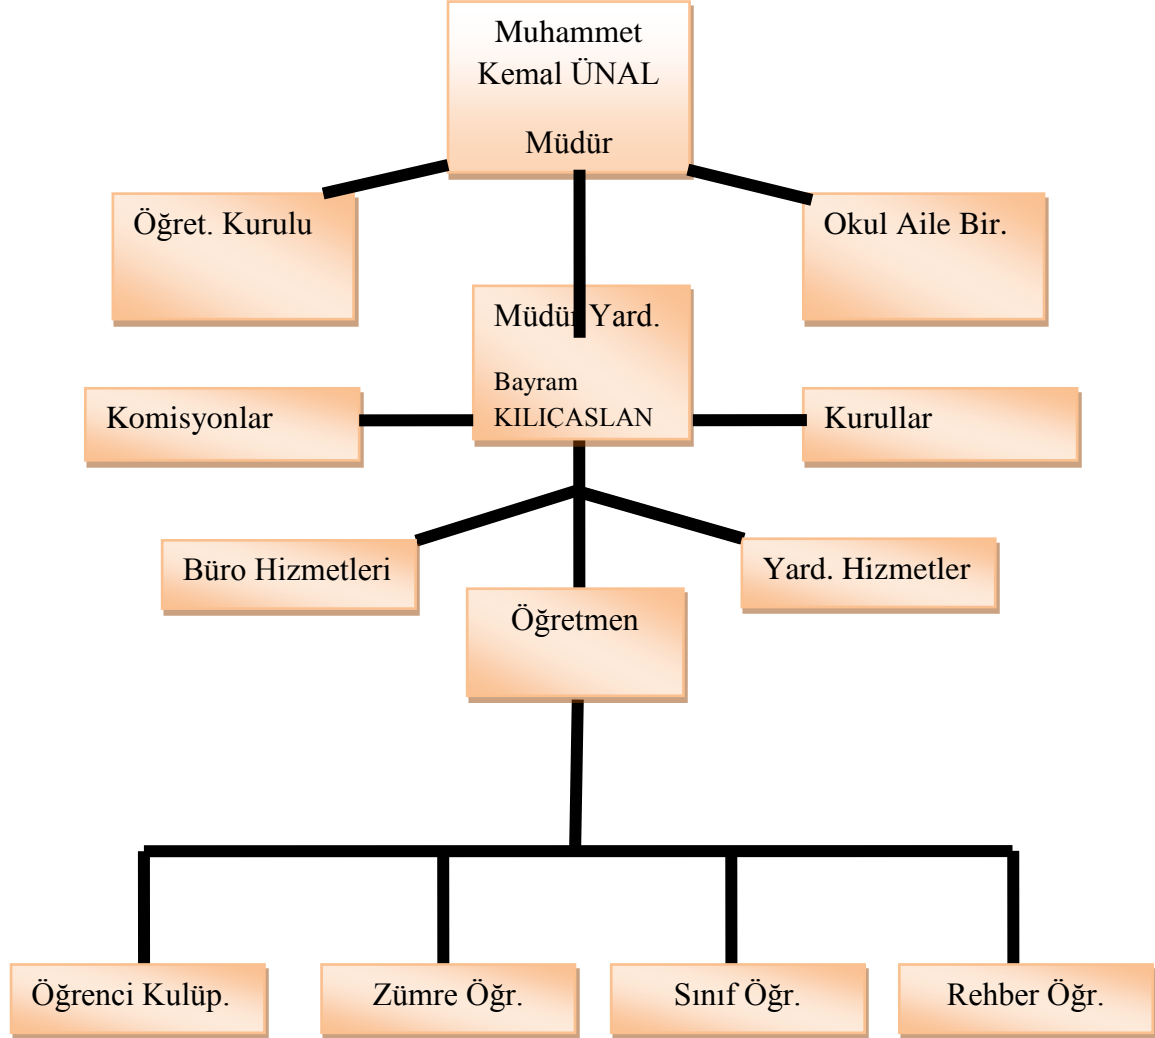 Muhammet
Kemal ÜNAL
Müdür
Öğret. Kurulu
Okul Aile Bir.
Müdür Yard.
Bayram
KILIÇASLAN
Komisyonlar
Kurullar
Büro Hizmetleri
Yard. Hizmetler
Öğretmen
Öğrenci Kulüp.
Zümre Öğr.
Sınıf Öğr.
Rehber Öğr.